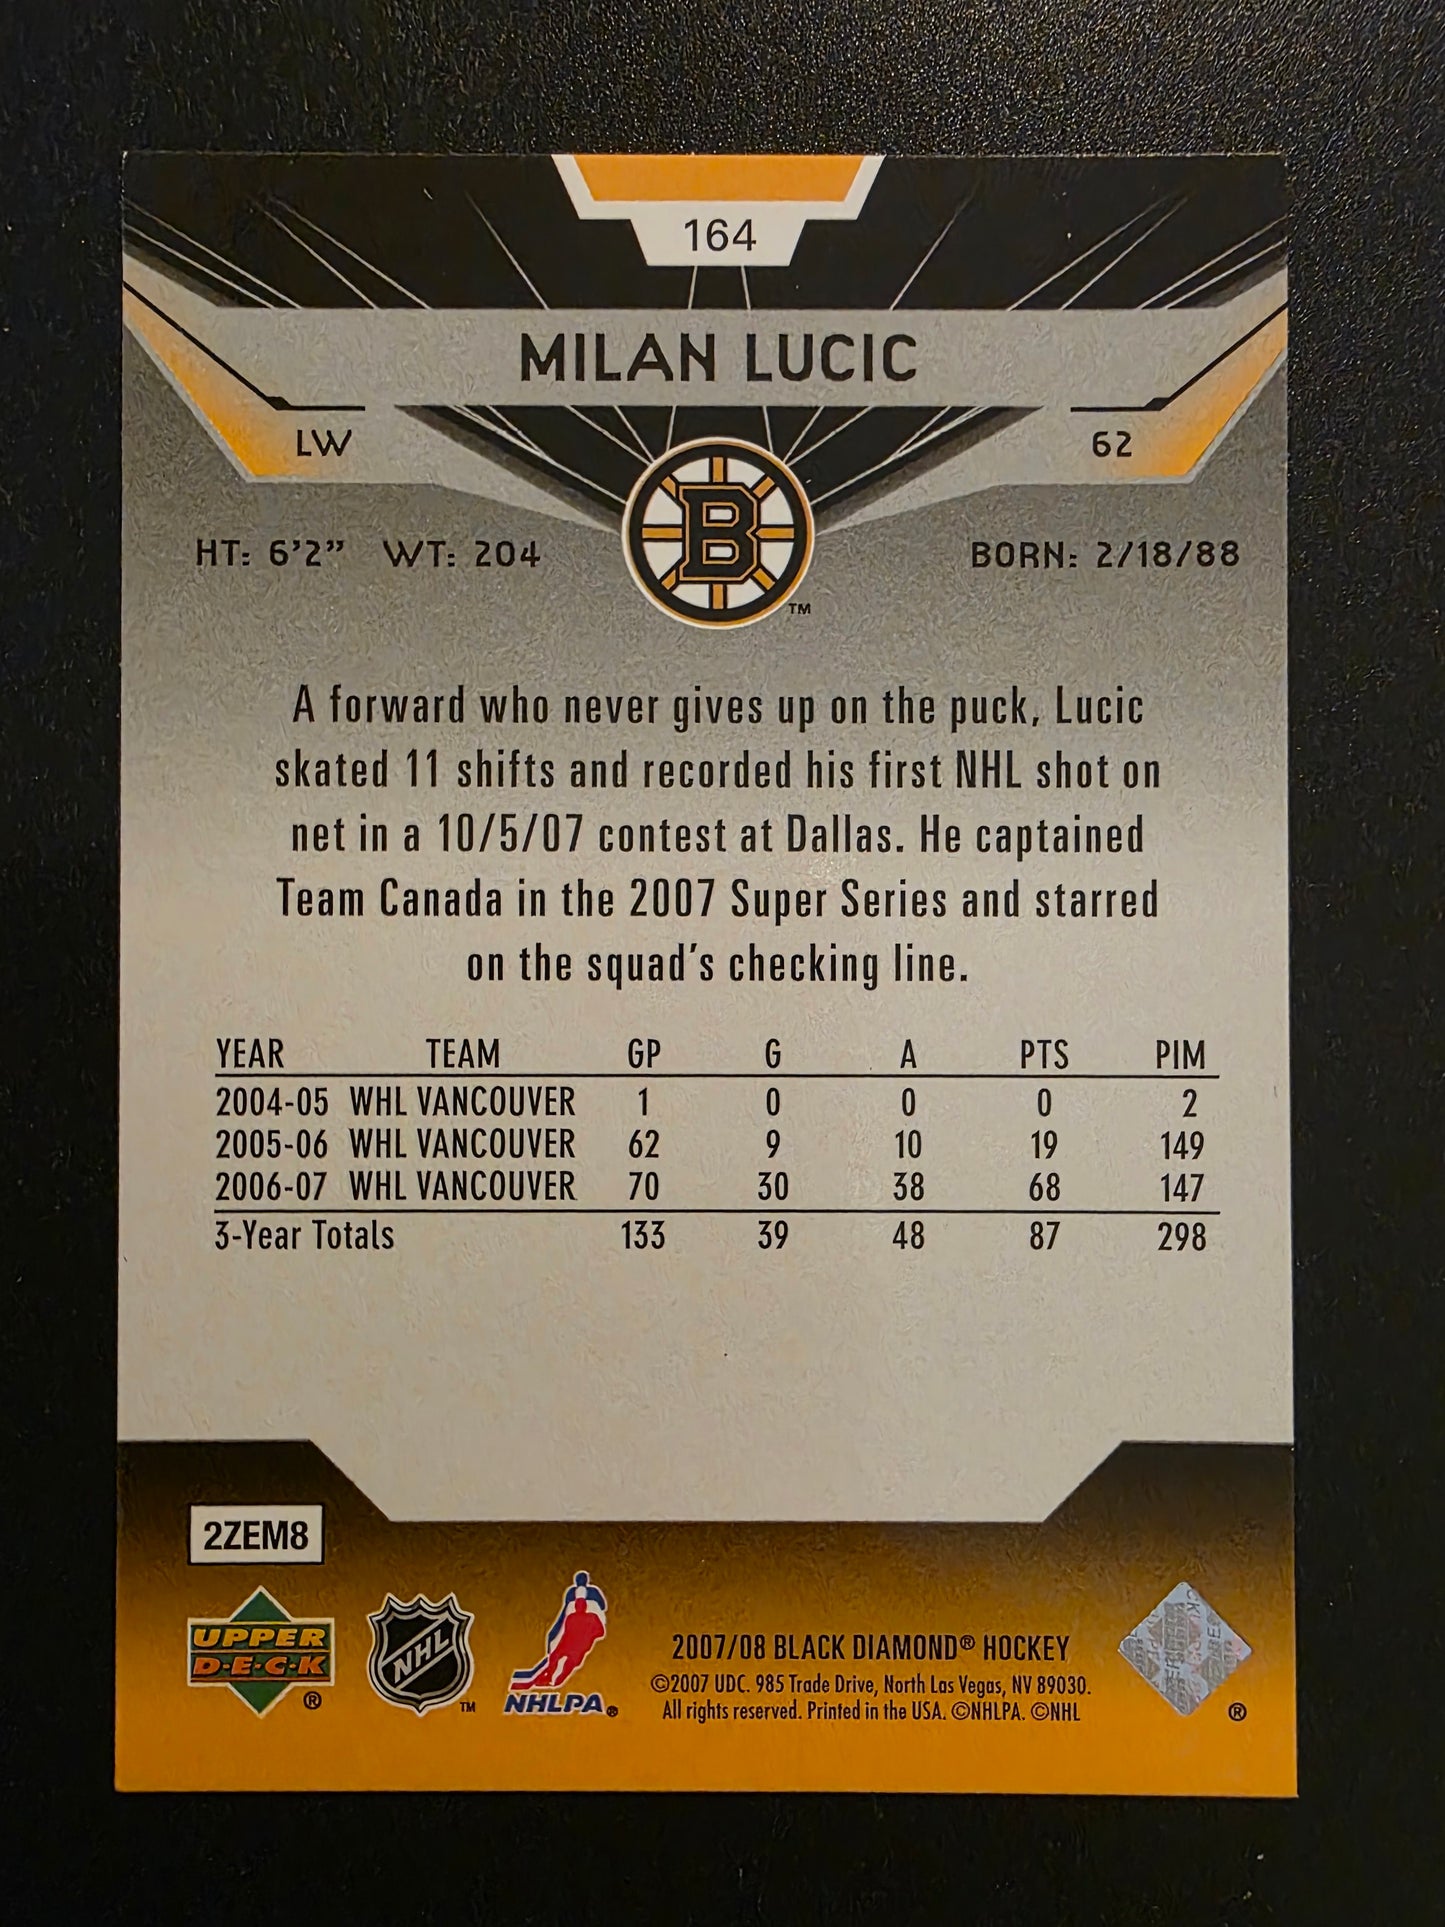 164
MILAN LUCIC
LW 62
HT: 6'2" WT: 204 BORN: 2/18/88
B
TM
A forward who never gives up on the puck, Lucic
skated 11 shifts and recorded his first NHL shot on
net in a 10/5/07 contest at Dallas. He captained
Team Canada in the 2007 Super Series and starred
on the squad's checking line.
YEAR TEAM GP G A PTS PIM
2004-05 WHL VANCOUVER 1 0 0 0 2
2005-06 WHL VANCOUVER 62 9 10 19 149
2006-07 WHL VANCOUVER 70 30 38 68 147
3-Year Totals 133 39 48 87 298
2ZEM8
UPPER
D·E·C·K
®
NHL
TM
NHLPA®
2007/08 BLACK DIAMOND® HOCKEY
©2007 UDC. 985 Trade Drive, North Las Vegas, NV 89030.
All rights reserved. Printed in the USA. ©NHLPA. ©NHL
®